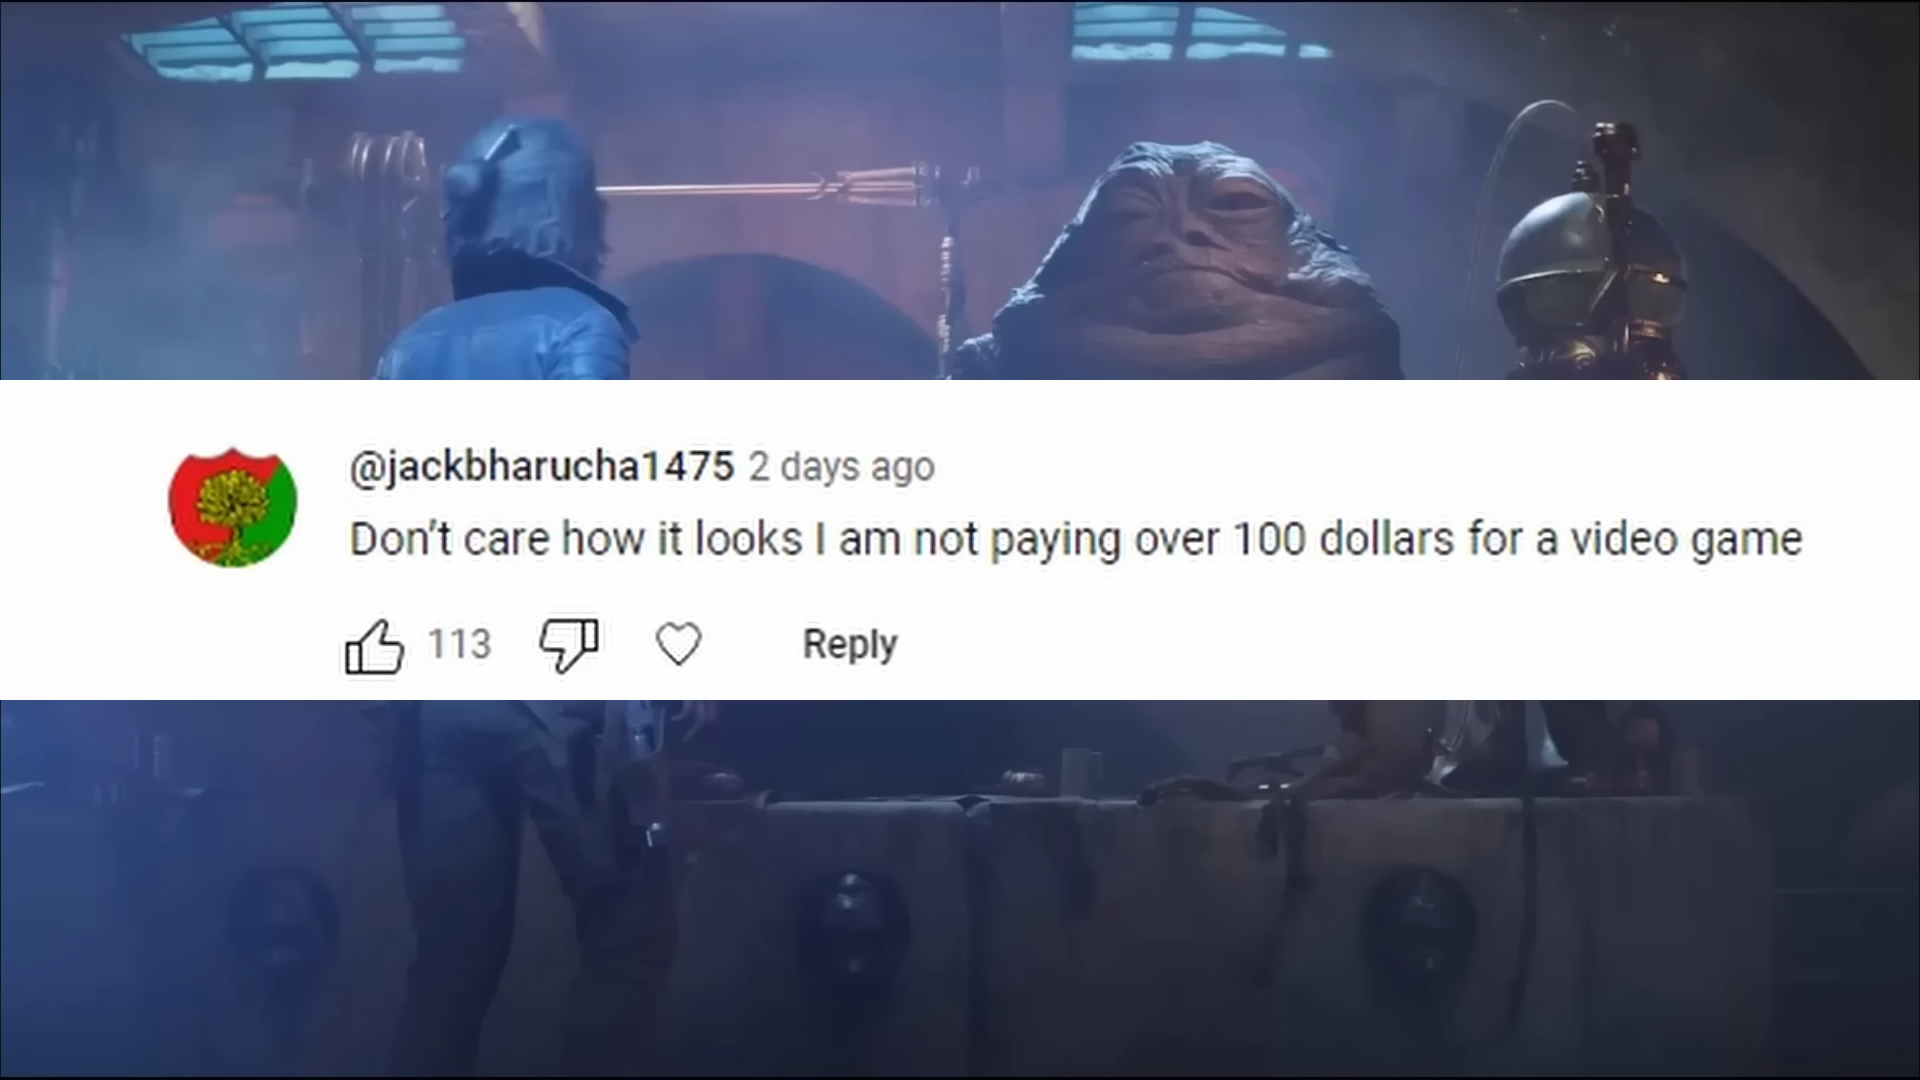 @jackbharucha1475 2 days ago
Don't care how it looks I am not paying over 100 dollars for a video game
113 Reply